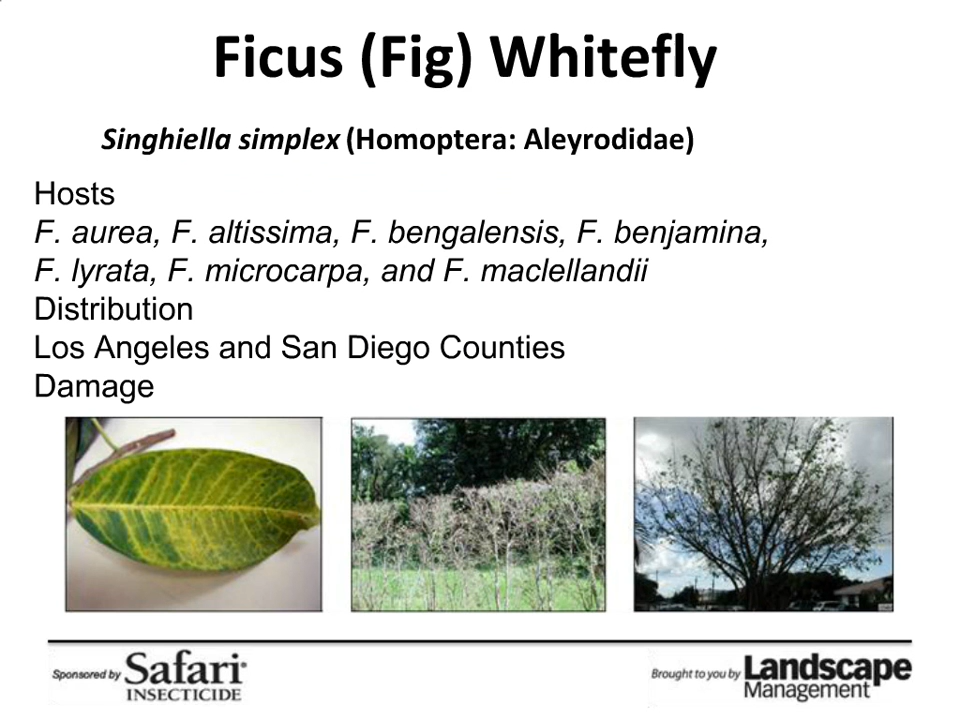 Ficus (Fig) Whitefly
Singhiella simplex (Homoptera: Aleyrodidae)
Hosts
F. aurea, F. altissima, F. bengalensis, F. benjamina,
F. lyrata, F. microcarpa, and F. maclellandii
Distribution
Los Angeles and San Diego Counties
Damage
Sponsored by Safari®
INSECTICIDE
Brought to you by Landscape
Management